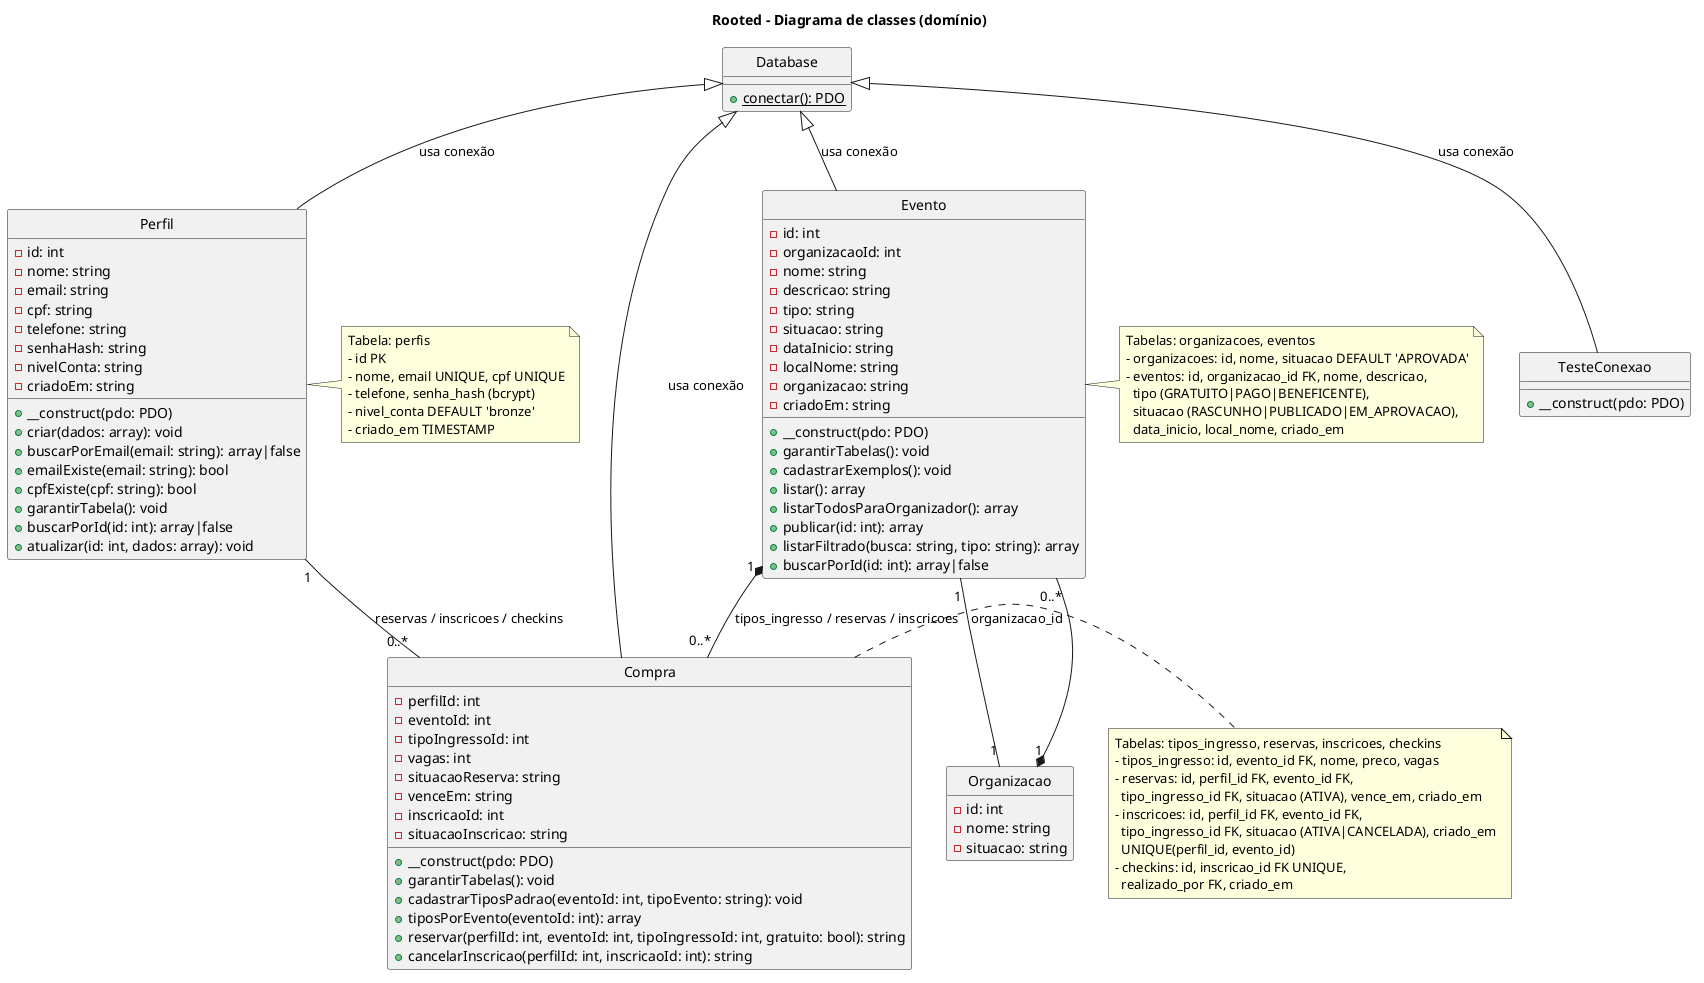 Rooted - Diagrama de classes (domínio)
Database
conectar(): PDO
usa conexão
usa conexão
usa conexão
usa conexão
Perfil
id: int
nome: string
email: string
cpf: string
telefone: string
senhaHash: string
nivelConta: string
criadoEm: string
__construct(pdo: PDO)
criar(dados: array): void
buscarPorEmail(email: string): array|false
emailExiste(email: string): bool
cpfExiste(cpf: string): bool
garantirTabela(): void
buscarPorId(id: int): array|false
atualizar(id: int, dados: array): void
Tabela: perfis
- id PK
- nome, email UNIQUE, cpf UNIQUE
- telefone, senha_hash (bcrypt)
- nivel_conta DEFAULT 'bronze'
- criado_em TIMESTAMP
Evento
id: int
organizacaoId: int
nome: string
descricao: string
tipo: string
situacao: string
dataInicio: string
localNome: string
organizacao: string
criadoEm: string
__construct(pdo: PDO)
garantirTabelas(): void
cadastrarExemplos(): void
listar(): array
listarTodosParaOrganizador(): array
publicar(id: int): array
listarFiltrado(busca: string, tipo: string): array
buscarPorId(id: int): array|false
Tabelas: organizacoes, eventos
- organizacoes: id, nome, situacao DEFAULT 'APROVADA'
- eventos: id, organizacao_id FK, nome, descricao,
tipo (GRATUITO|PAGO|BENEFICENTE),
situacao (RASCUNHO|PUBLICADO|EM_APROVACAO),
data_inicio, local_nome, criado_em
TesteConexao
__construct(pdo: PDO)
1
reservas / inscricoes / checkins
0..*
1
tipos_ingresso / reservas / inscricoes
0..*
1
organizacao_id
1
0..*
1
Compra
perfilId: int
eventoId: int
tipoIngressoId: int
vagas: int
situacaoReserva: string
venceEm: string
inscricaoId: int
situacaoInscricao: string
__construct(pdo: PDO)
garantirTabelas(): void
cadastrarTiposPadrao(eventoId: int, tipoEvento: string): void
tiposPorEvento(eventoId: int): array
reservar(perfilId: int, eventoId: int, tipoIngressoId: int, gratuito: bool): string
cancelarInscricao(perfilId: int, inscricaoId: int): string
Organizacao
id: int
nome: string
situacao: string
Tabelas: tipos_ingresso, reservas, inscricoes, checkins
- tipos_ingresso: id, evento_id FK, nome, preco, vagas
- reservas: id, perfil_id FK, evento_id FK,
tipo_ingresso_id FK, situacao (ATIVA), vence_em, criado_em
- inscricoes: id, perfil_id FK, evento_id FK,
tipo_ingresso_id FK, situacao (ATIVA|CANCELADA), criado_em
UNIQUE(perfil_id, evento_id)
- checkins: id, inscricao_id FK UNIQUE,
realizado_por FK, criado_em